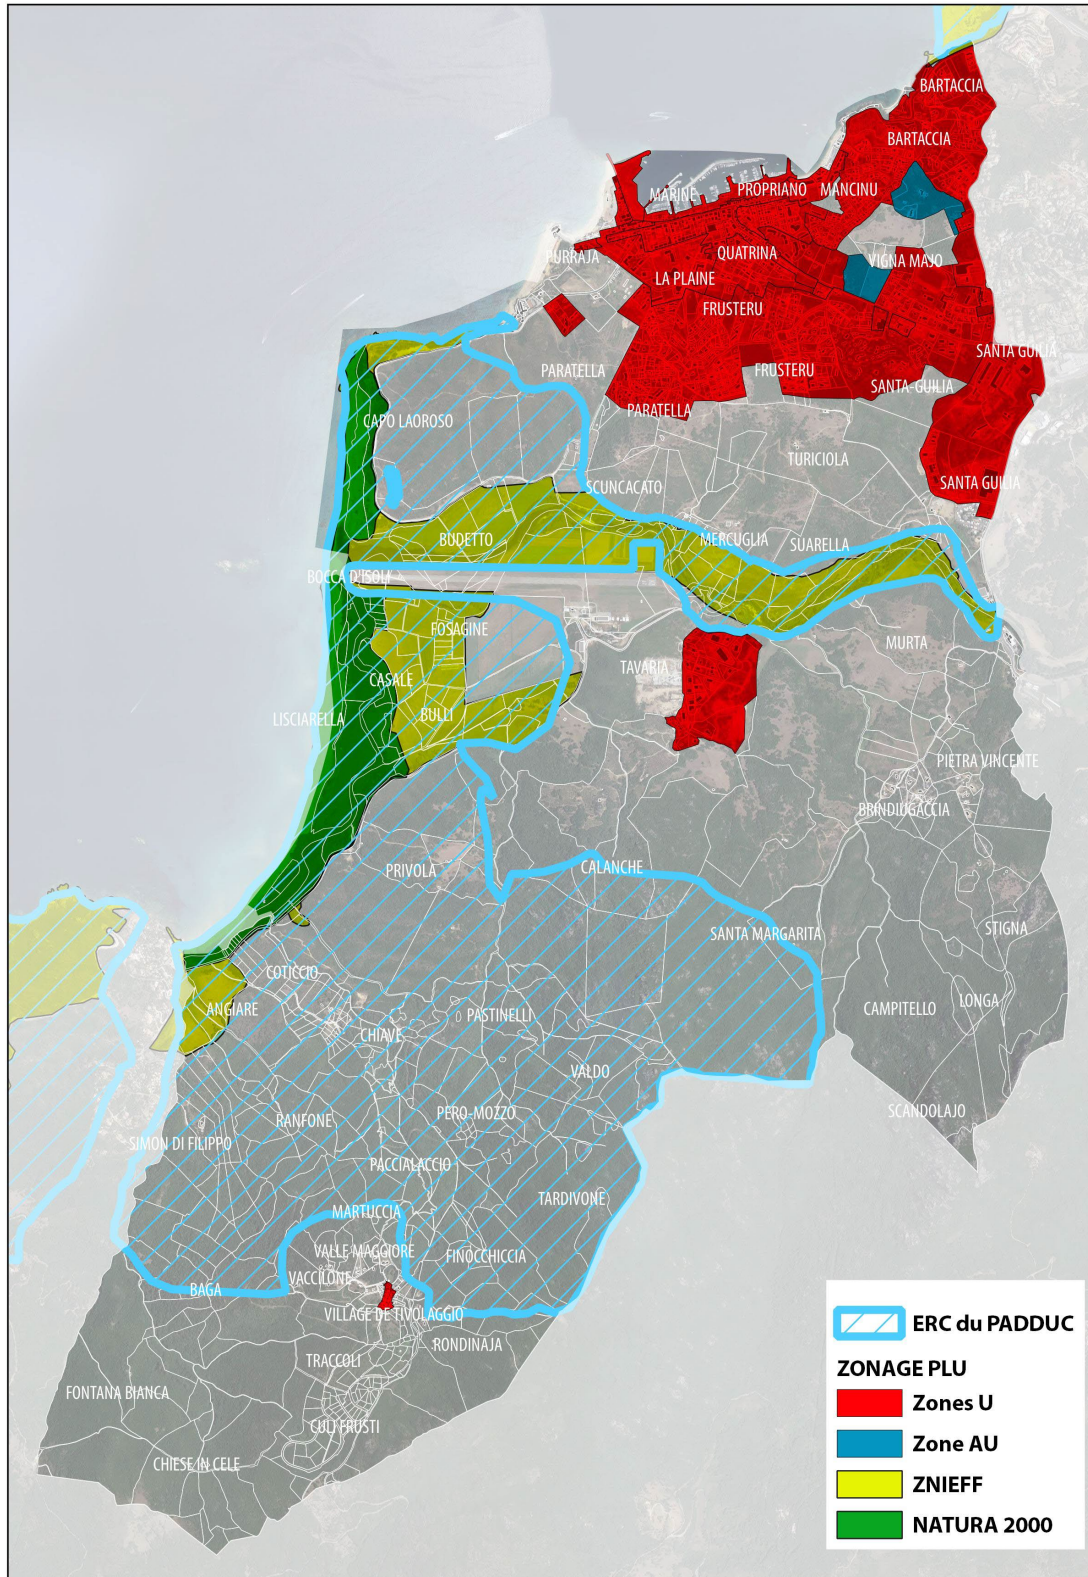 BARTACCIA
BARTACCIA
MARINE
PROPRIANO
MANCINU
PURRAJA
QUATRINA
VIGNA MAJO
LA PLAINE
FRUSTERU
SANTA GUILIA
PARATELLA
FRUSTERU
SANTA-GUILIA
PARATELLA
CAPO LAOROSO
TURICIOLA
SCUNCACATO
SANTA GUILIA
BUDETTO
MERCUGLIA
SUARELLA
BOCCA D'ISOLI
FOSAGINE
MURTA
TAVARIA
CASALE
LISCIARELLA
BULLI
PIETRA VINCENTE
BRINDIUGACCIA
PRIVOLA
CALANCHE
SANTA MARGARITA
STIGNA
COTICCIO
ANGIARE
PASTINELLI
CAMPITELLO
LONGA
CHIAVE
VALDO
RANFONE
PERO-MOZZO
SCANDOLAJO
SIMON DI FILIPPO
PACCIALACCIO
TARDIVONE
MARTUCCIA
VALLE MAGGIORE
FINOCCHICCIA
VACCILONE
BAGA
VILLAGE DE TIVOLAGGIO
RONDINAJA
TRACCOLI
FONTANA BIANCA
CULI FRUSTI
CHIESE IN CELE
ERC du PADDUC
ZONAGE PLU
Zones U
Zone AU
ZNIEFF
NATURA 2000